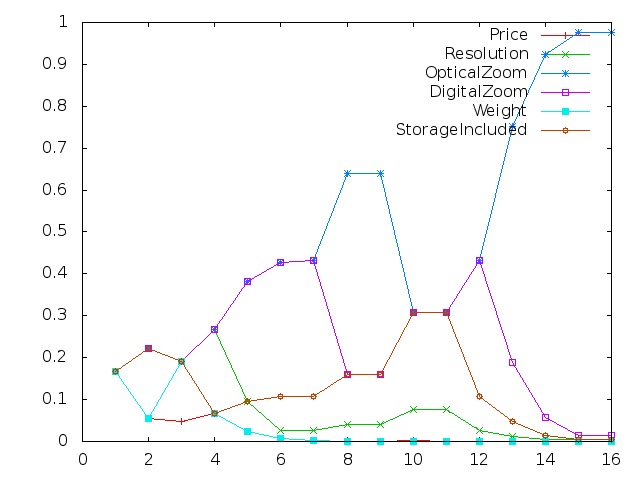 1
Price
Resolution
0.9
OpticalZoom
DigitalZoom
0.8
Weight
StorageIncluded
0.7
0.6
0.5
0.4
0.3
0.2
0.1
0
0 2 4 6 8 10 12 14 16